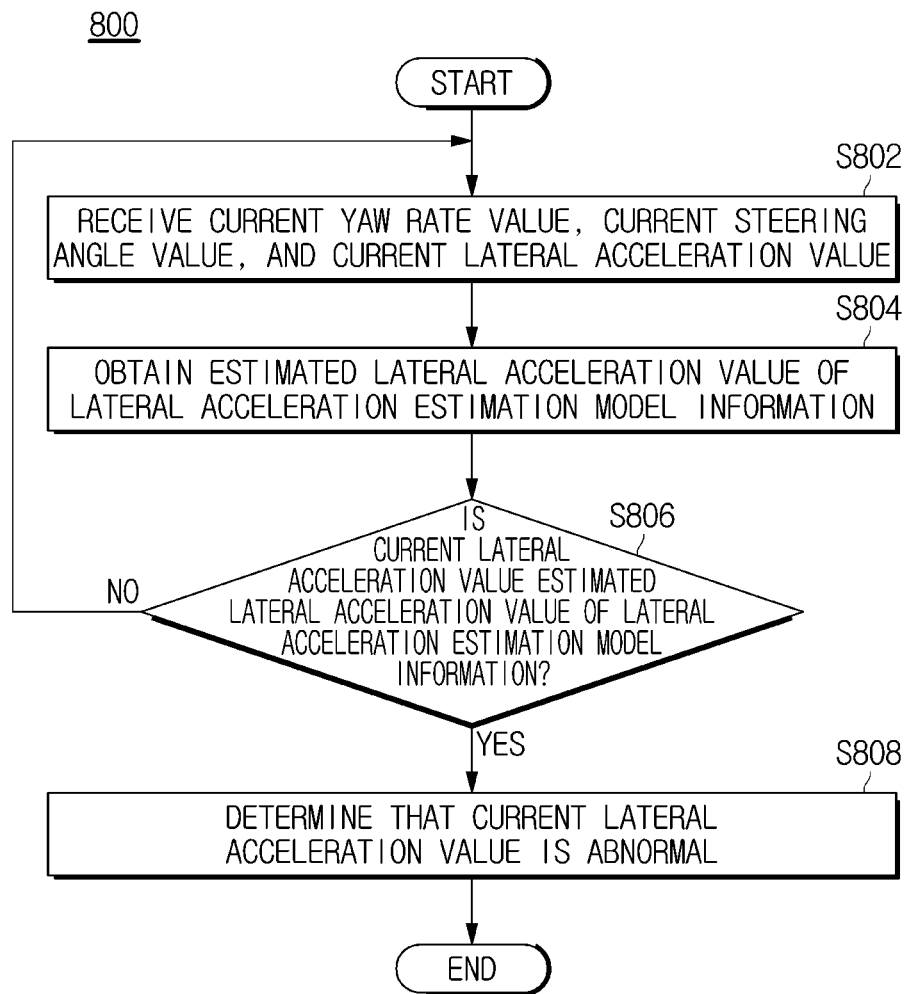 800
START
S802
RECEIVE CURRENT YAW RATE VALUE, CURRENT STEERING
ANGLE VALUE, AND CURRENT LATERAL ACCELERATION VALUE
S804
OBTAIN ESTIMATED LATERAL ACCELERATION VALUE OF
LATERAL ACCELERATION ESTIMATION MODEL INFORMATION
S806
IS
CURRENT LATERAL
ACCELERATION VALUE ESTIMATED
LATERAL ACCELERATION VALUE OF LATERAL
ACCELERATION ESTIMATION MODEL
INFORMATION?
NO
YES
S808
DETERMINE THAT CURRENT LATERAL
ACCELERATION VALUE IS ABNORMAL
END